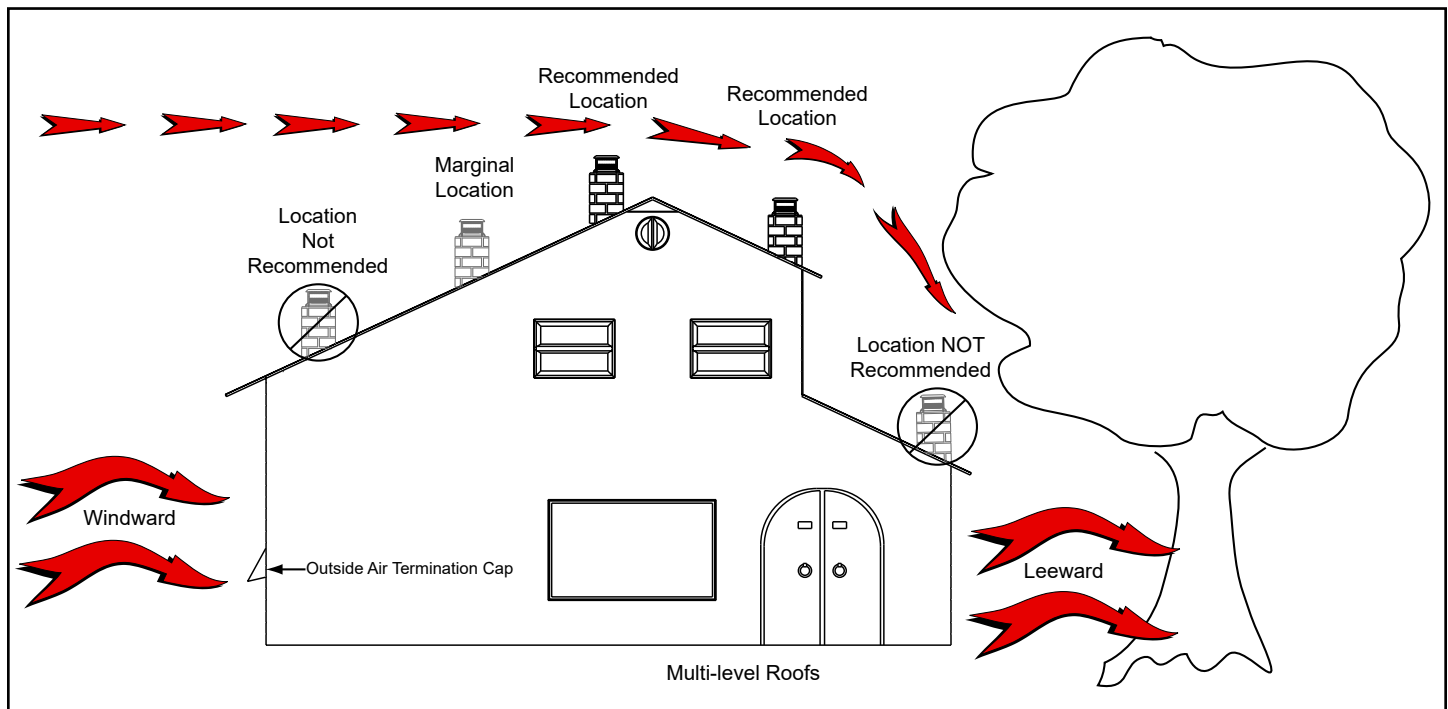 Recommended
Location
Recommended
Location
Marginal
Location
Location
Not
Recommended
Location NOT
Recommended
Windward
Outside Air Termination Cap
Leeward
Multi-level Roofs